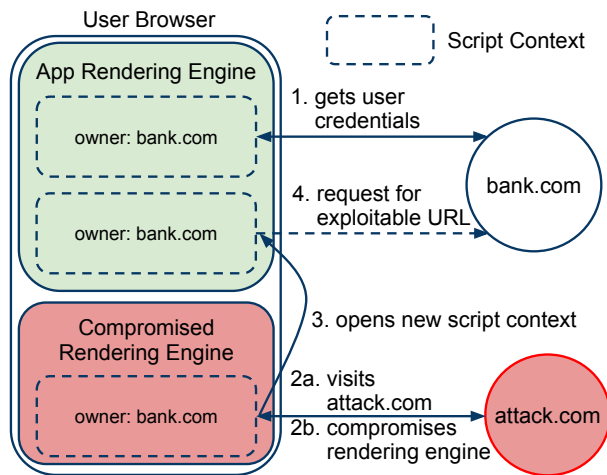 User Browser
Script Context
App Rendering Engine
owner: bank.com
1. gets user
credentials
bank.com
owner: bank.com
4. request for
exploitable URL
3. opens new script context
Compromised
Rendering Engine
owner: bank.com
2a. visits
attack.com
2b. compromises
rendering engine
attack.com